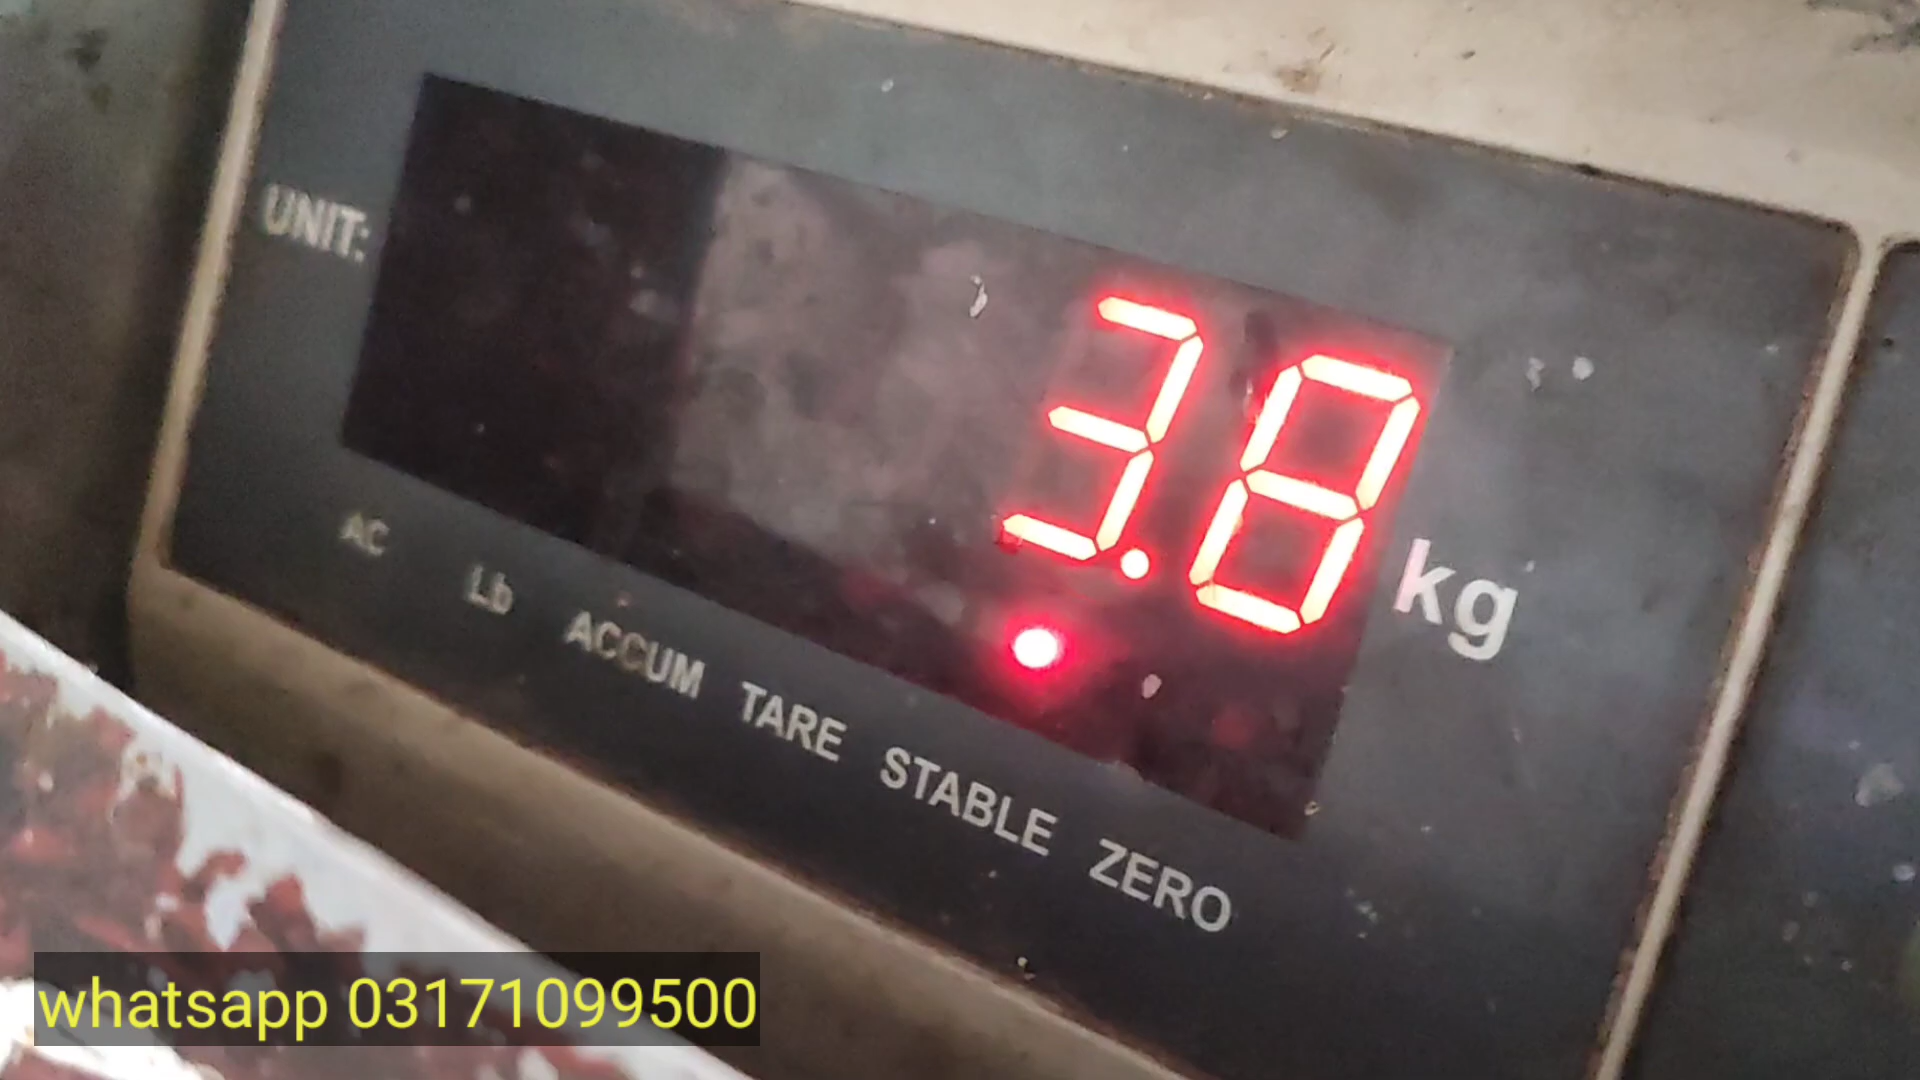 UNIT:
3.8 kg
AC Lb ACCUM TARE STABLE ZERO
whatsapp 03171099500